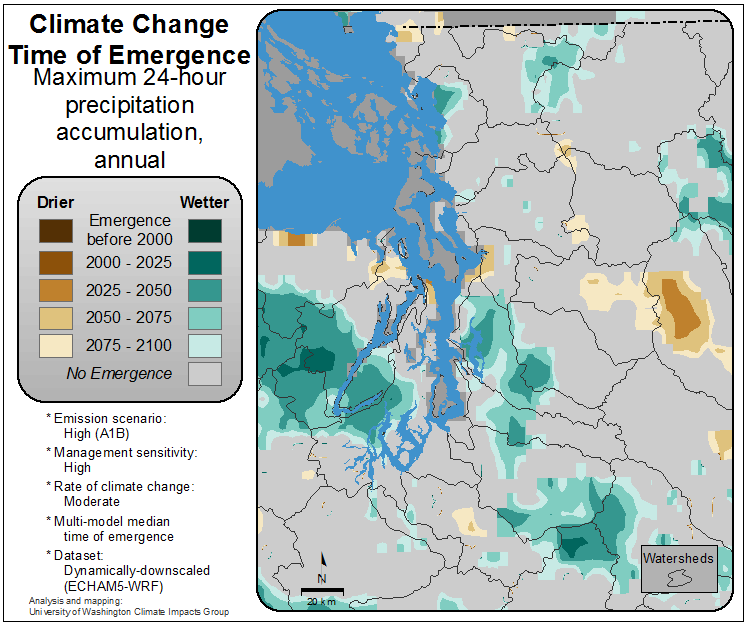 Climate Change
Time of Emergence
Maximum 24-hour
precipitation
accumulation,
annual
Drier
Wetter
Emergence
before 2000
2000 - 2025
2025 - 2050
2050 - 2075
2075 - 2100
No Emergence
* Emission scenario:
High (A1B)
* Management sensitivity:
High
* Rate of climate change:
Moderate
* Multi-model median
time of emergence
* Dataset:
Dynamically-downscaled
(ECHAM5-WRF)
Analysis and mapping:
University of Washington Climate Impacts Group
N
20 km
Watersheds